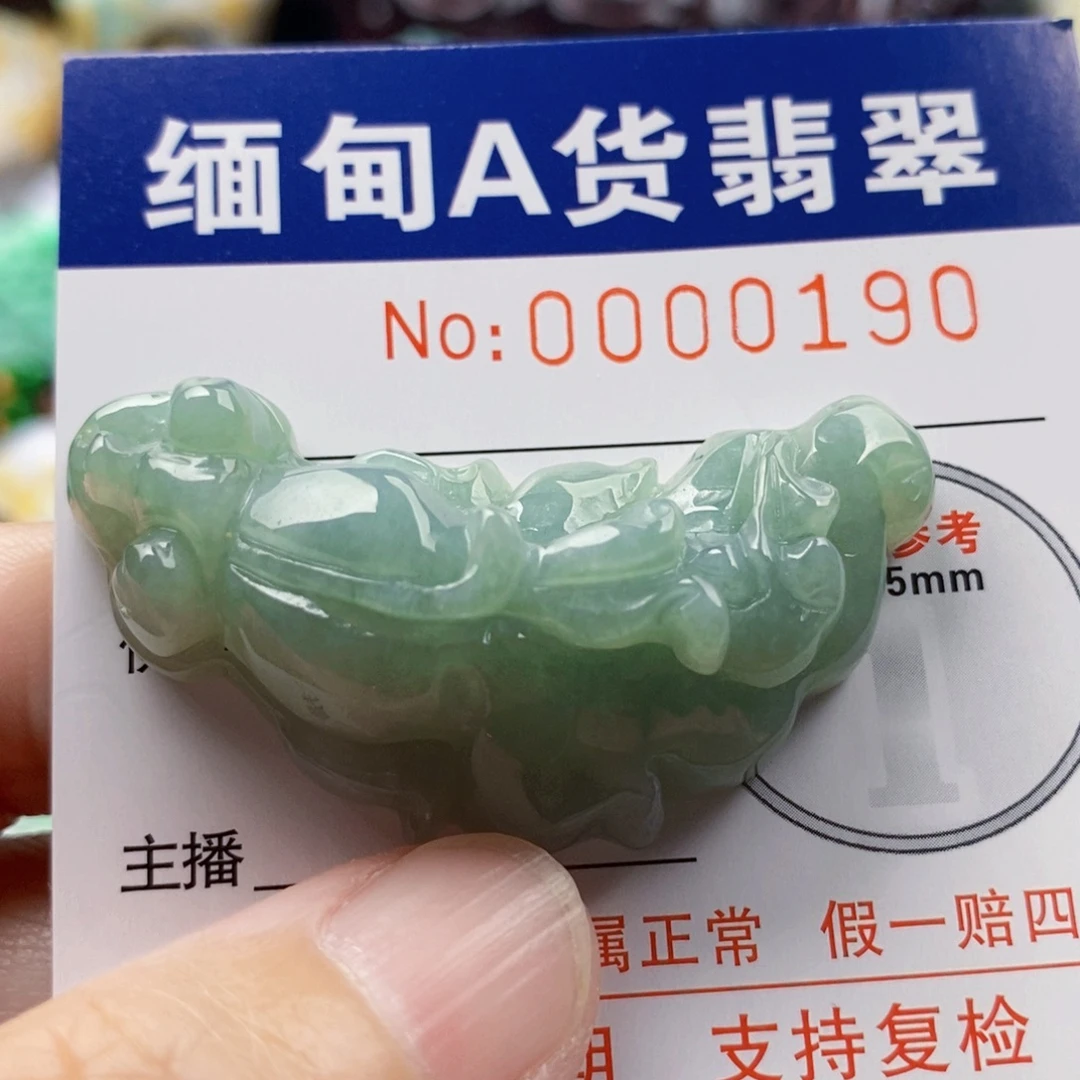 缅甸A货翡翠
No:0000190
参考
5mm
1
主播
属正常 假一赔四
支持复检